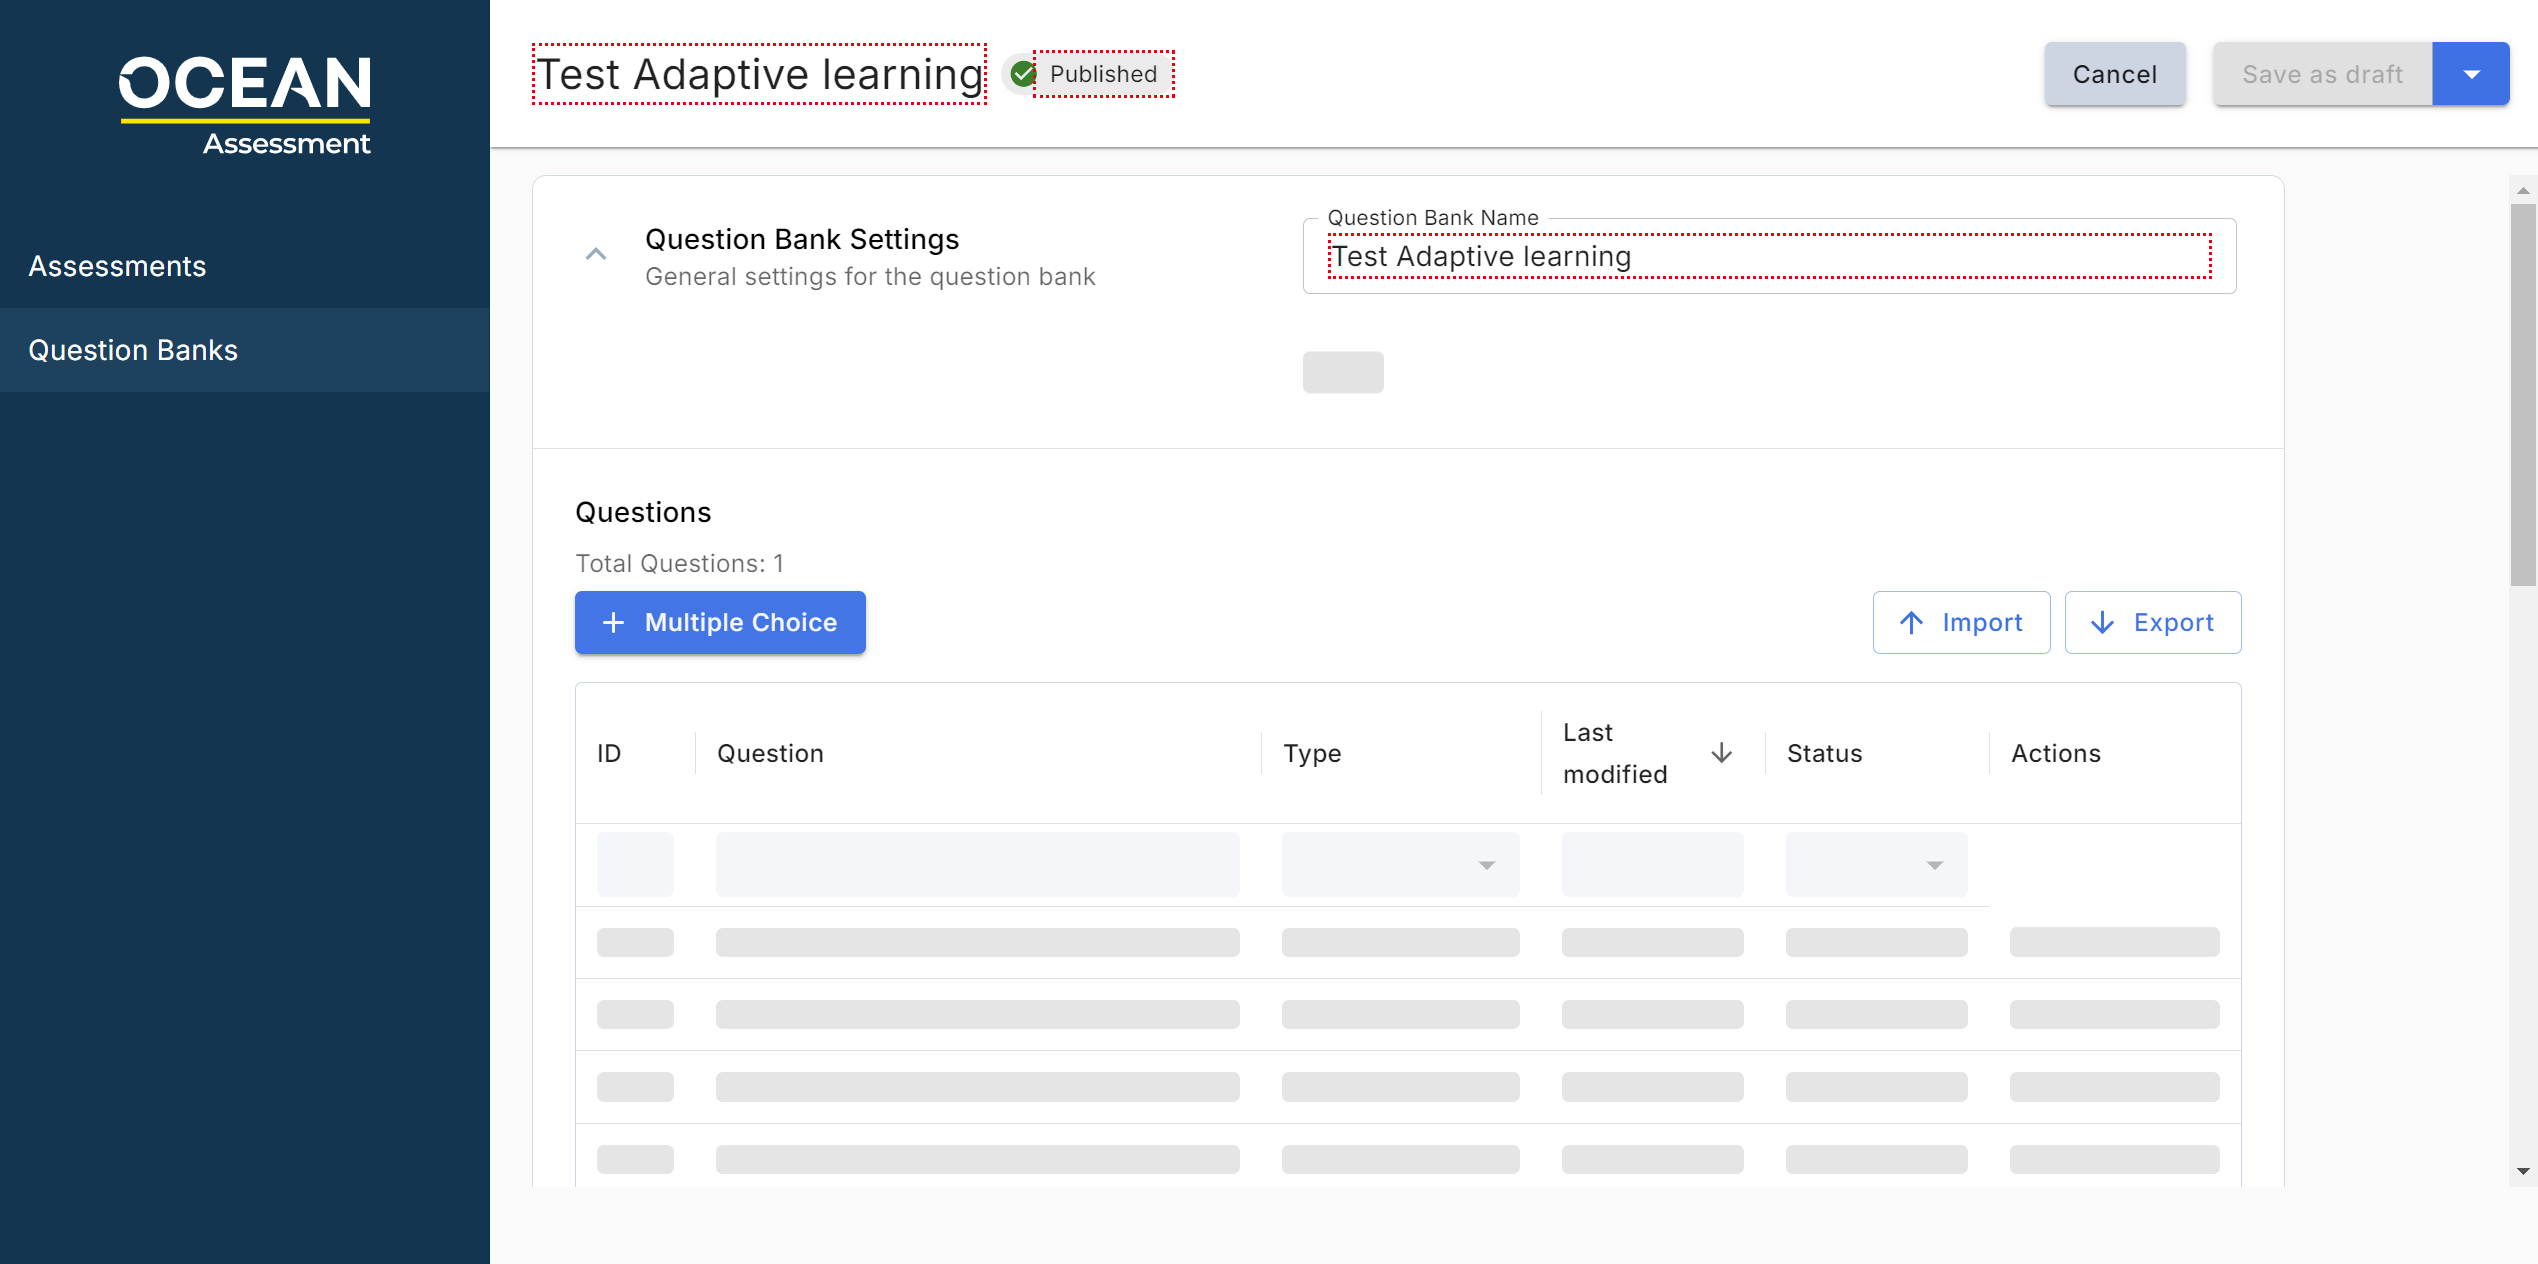 OCEAN
Assessment
Assessments
Question Banks
Test Adaptive learning
Published
Cancel
Save as draft
Question Bank Settings
General settings for the question bank
Question Bank Name
Test Adaptive learning
Questions
Total Questions: 1
Multiple Choice
Import
Export
ID
Question
Type
Last
modified
Status
Actions